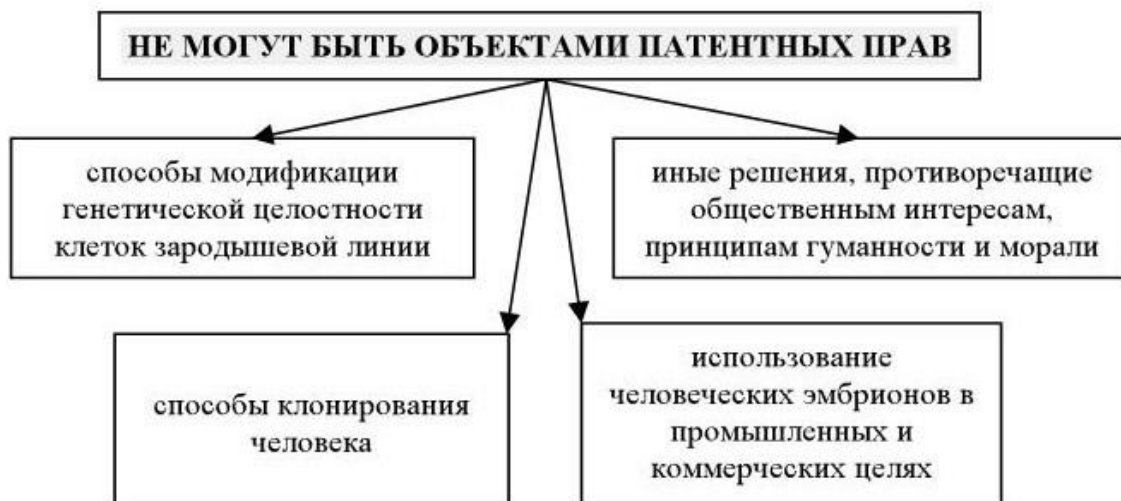 НЕ МОГУТ БЫТЬ ОБЪЕКТАМИ ПАТЕНТНЫХ ПРАВ
способы модификации
генетической целостности
клеток зародышевой линии
иные решения, противоречащие
общественным интересам,
принципам гуманности и морали
способы клонирования
человека
использование
человеческих эмбрионов в
промышленных и
коммерческих целях